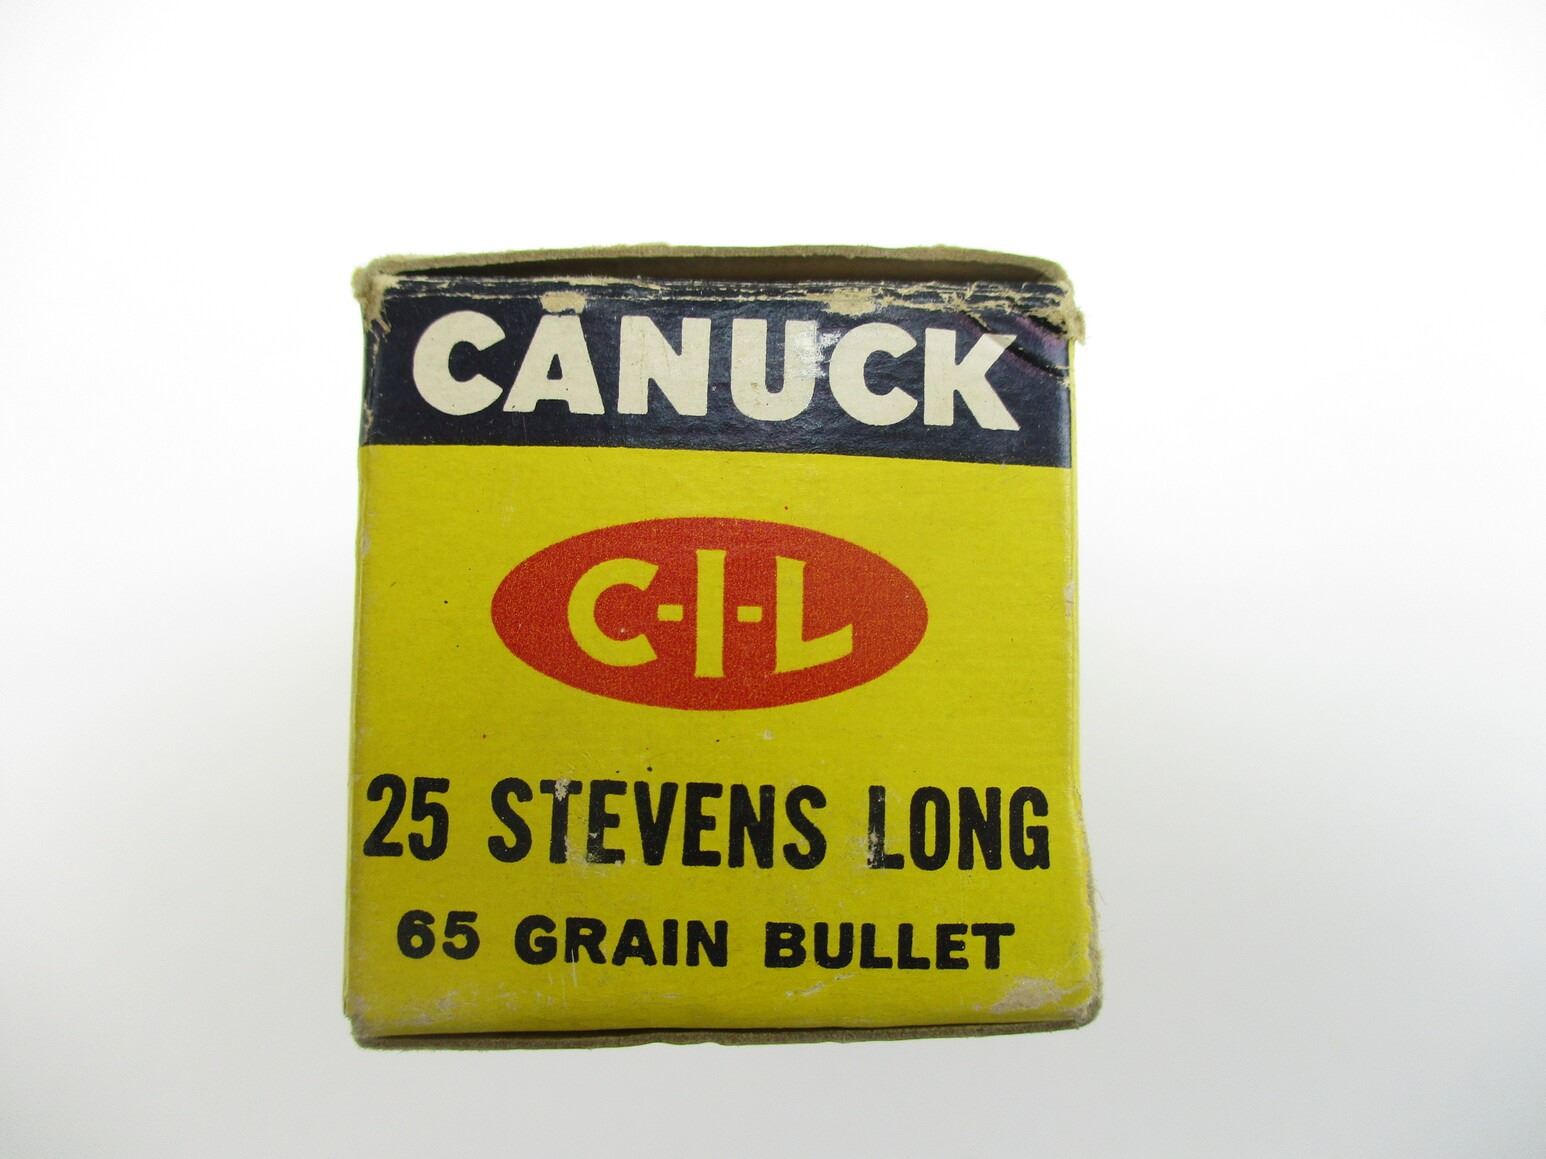 CANUCK
C-I-L
25 STEVENS LONG
65 GRAIN BULLET